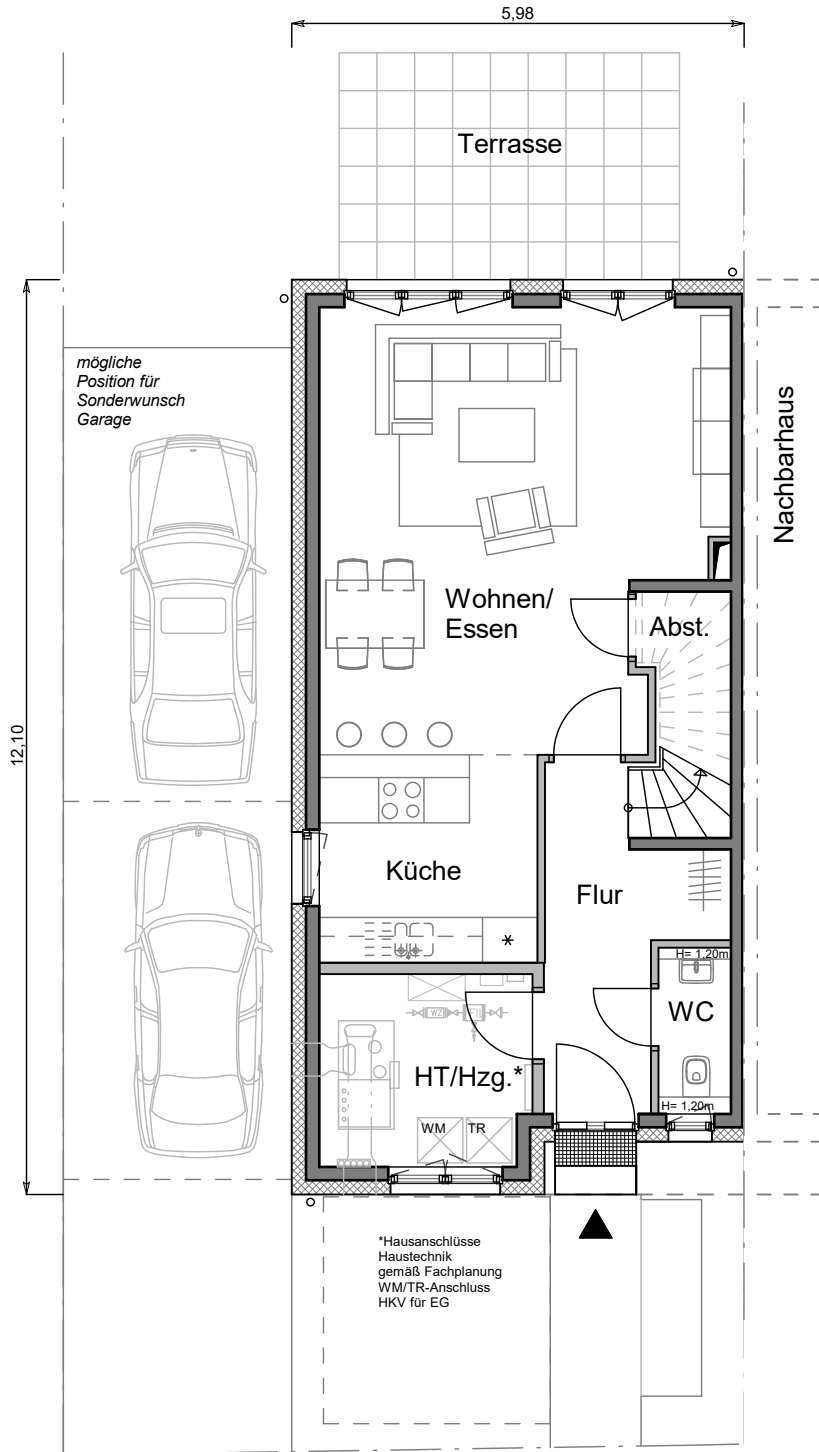 5,98
Terrasse
mögliche
Position für
Sonderwunsch
Garage
Nachbarhaus
Wohnen/
Essen
Abst.
12,10
Küche
Flur
*
H= 1,20m
WC
WZ
FIL
HT/Hzg.*
WM
TR
H= 1,20m
*Hausanschlüsse
Haustechnik
gemäß Fachplanung
WM/TR-Anschluss
HKV für EG